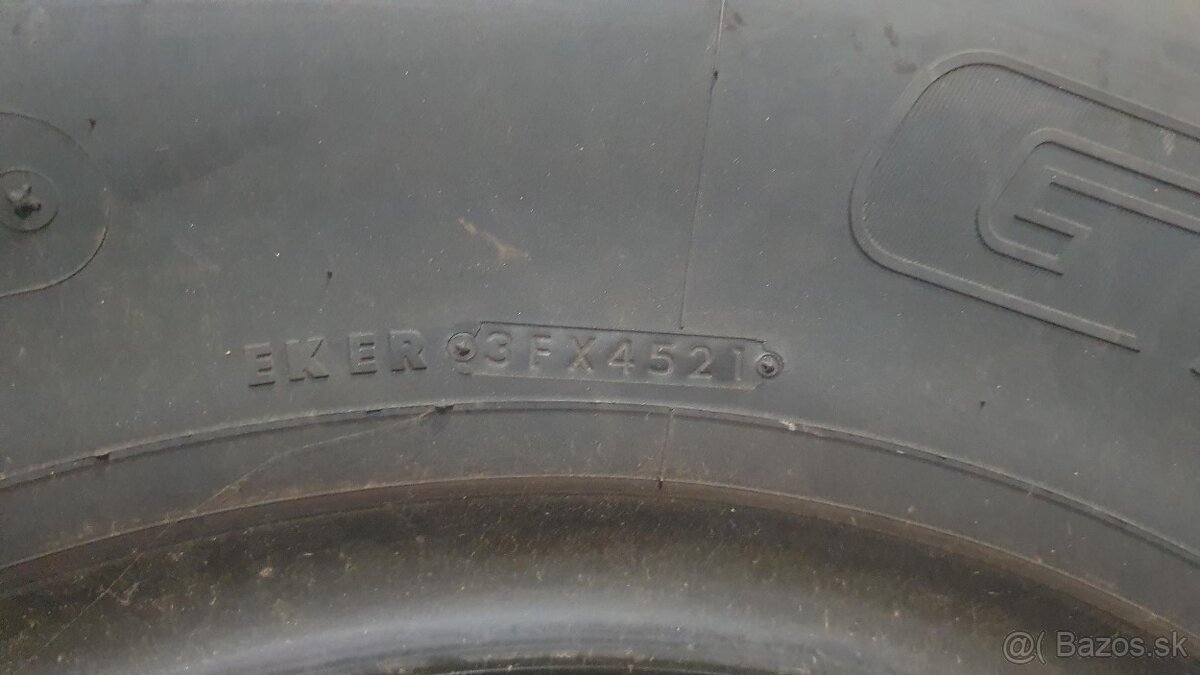 EKER 3FX4521
@( Bazos.sk